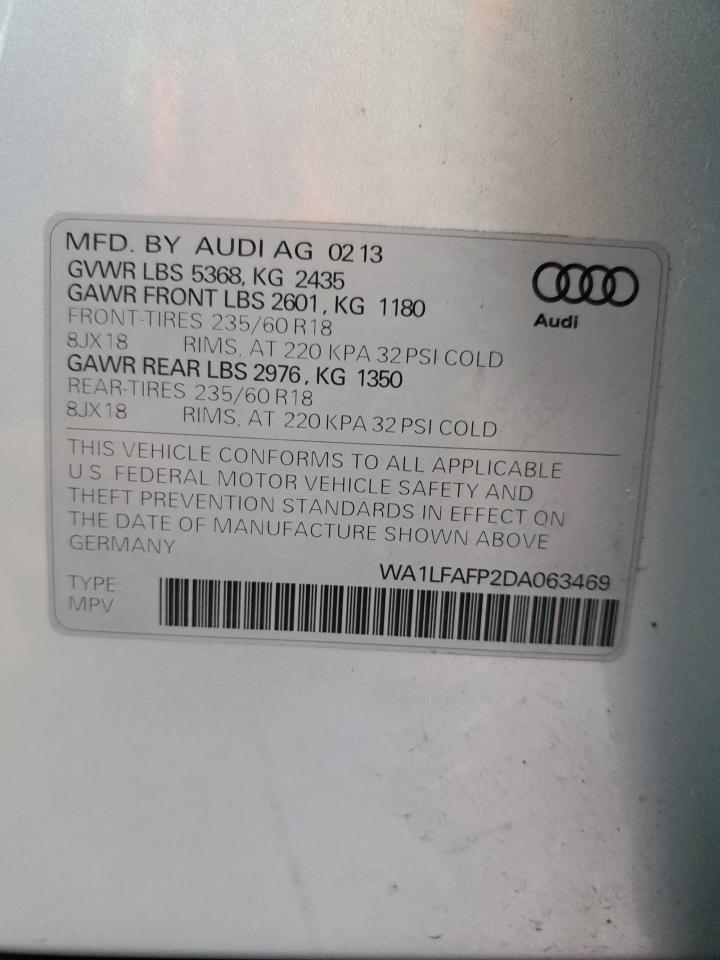 MFD. BY AUDI AG 02 13
GVWR LBS 5368, KG 2435
GAWR FRONT LBS 2601, KG 1180
FRONT-TIRES 235/60 R18
8JX18 RIMS, AT 220 KPA 32 PSI COLD
GAWR REAR LBS 2976, KG 1350
REAR-TIRES 235/60 R18
8JX18 RIMS, AT 220 KPA 32 PSI COLD
Audi
THIS VEHICLE CONFORMS TO ALL APPLICABLE
U.S. FEDERAL MOTOR VEHICLE SAFETY AND
THEFT PREVENTION STANDARDS IN EFFECT ON
THE DATE OF MANUFACTURE SHOWN ABOVE
GERMANY
WA1LFAFP2DA063469
TYPE:
MPV